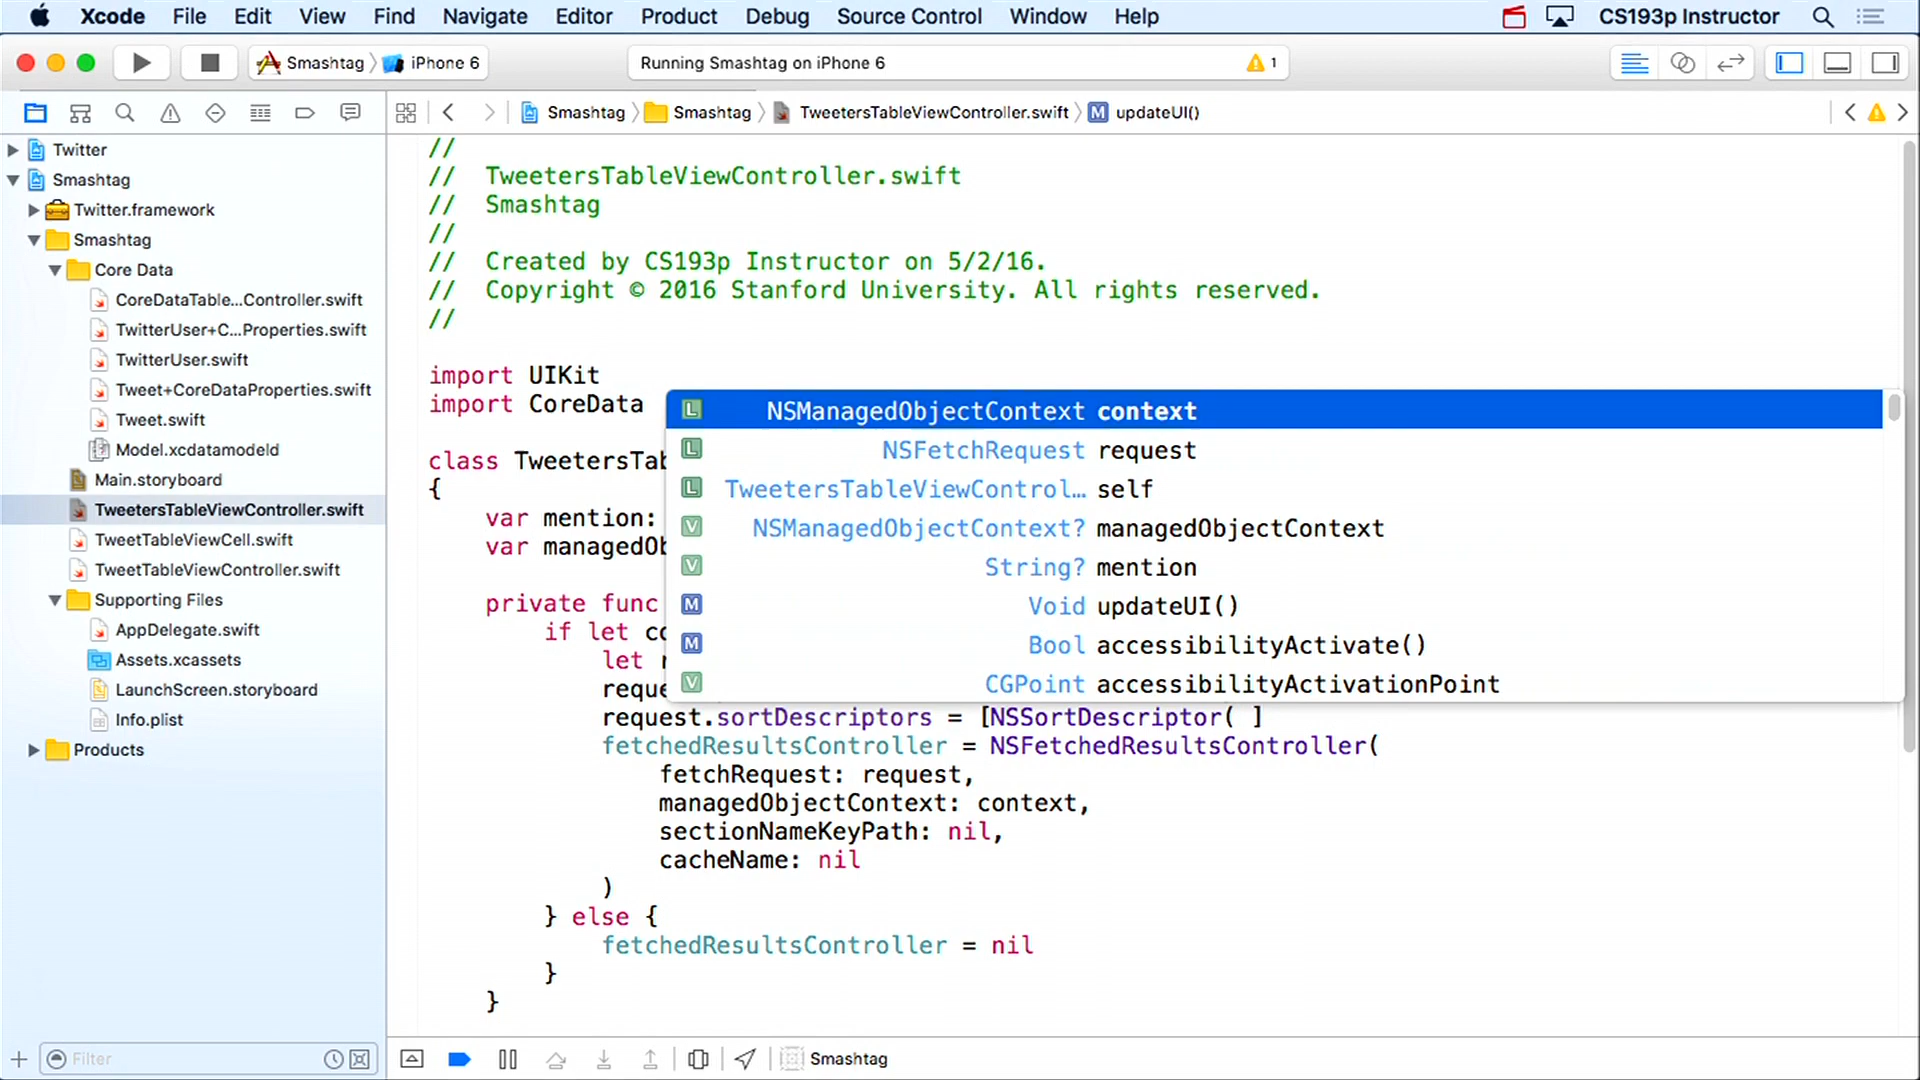 Xcode File Edit View Find Navigate Editor Product Debug Source Control Window Help CS193p Instructor
Smashtag iPhone 6 Running Smashtag on iPhone 6 1
Smashtag Smashtag TweetersTableViewController.swift M updateUI()
Twitter
Smashtag
Twitter.framework
Smashtag
Core Data
CoreDataTable...Controller.swift
TwitterUser+C...Properties.swift
TwitterUser.swift
Tweet+CoreDataProperties.swift
Tweet.swift
Model.xcdatamodeld
Main.storyboard
TweetersTableViewController.swift
TweetTableViewCell.swift
TweetTableViewController.swift
Supporting Files
AppDelegate.swift
Assets.xcassets
LaunchScreen.storyboard
Info.plist
Products
Filter
//
// TweetersTableViewController.swift
// Smashtag
//
// Created by CS193p Instructor on 5/2/16.
// Copyright © 2016 Stanford University. All rights reserved.
//
import UIKit
import CoreData
class TweetersTab
{
var mention:
var managedOb
private func
if let co
let r
reque
request.sortDescriptors = [NSSortDescriptor( ]
fetchedResultsController = NSFetchedResultsController(
fetchRequest: request,
managedObjectContext: context,
sectionNameKeyPath: nil,
cacheName: nil
)
} else {
fetchedResultsController = nil
}
}
L NSManagedObjectContext context
L NSFetchRequest request
L TweetersTableViewControl... self
V NSManagedObjectContext? managedObjectContext
V String? mention
M Void updateUI()
M Bool accessibilityActivate()
V CGPoint accessibilityActivationPoint
Smashtag